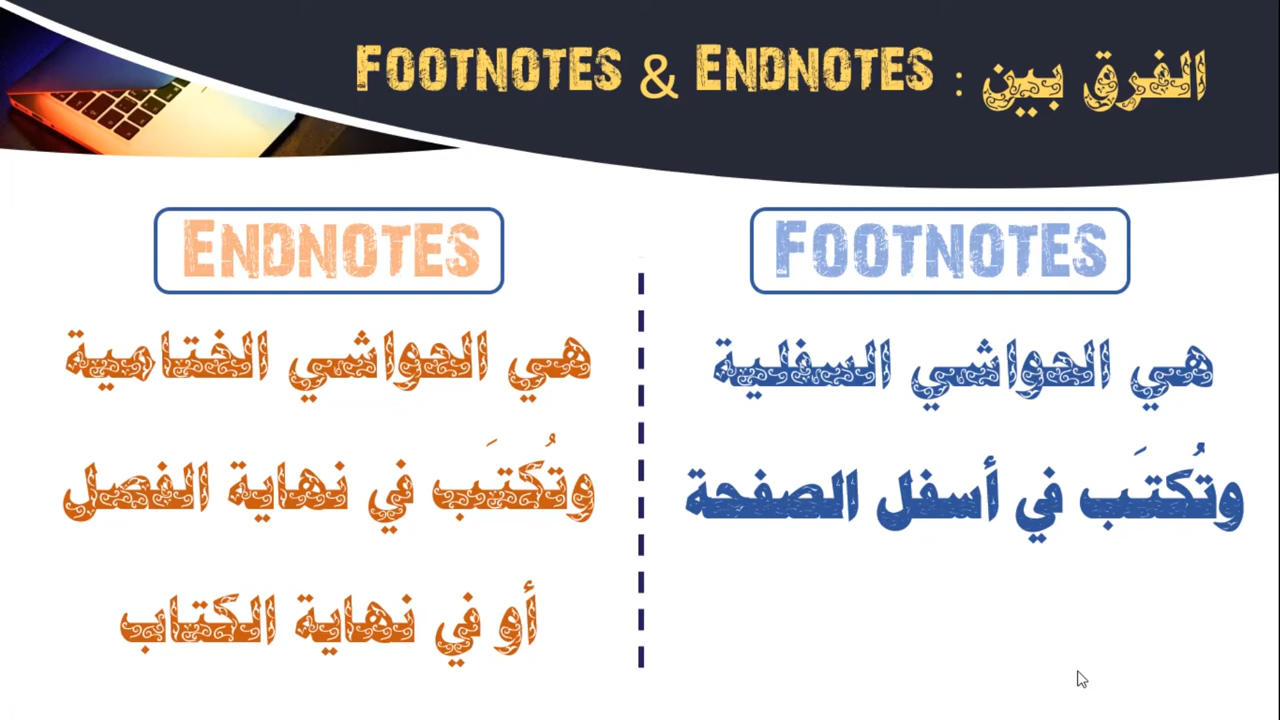 الفرق بين : Footnotes & Endnotes
Footnotes
هي الحواشي السفلية
وتُكتَب في أسفل الصفحة
Endnotes
هي الحواشي الختامية
وتُكتَب في نهاية الفصل
أو في نهاية الكتاب